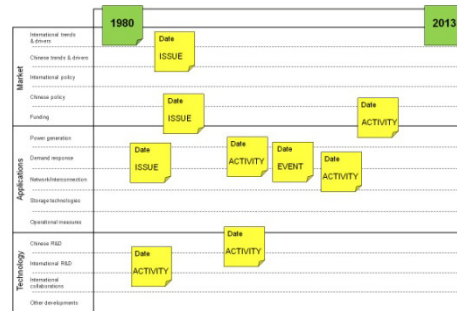 1980
2013
Market
International trends
& drivers
Chinese trends & drivers
International policy
Chinese policy
Funding
Date
ISSUE
Date
ISSUE
Date
ACTIVITY
Applications
Power generation
Demand response
Network/interconnection
Storage technologies
Operational measures
Date
ISSUE
Date
ACTIVITY
Date
EVENT
Date
ACTIVITY
Technology
Chinese R&D
International R&D
International
collaborations
Other developments
Date
ACTIVITY
Date
ACTIVITY